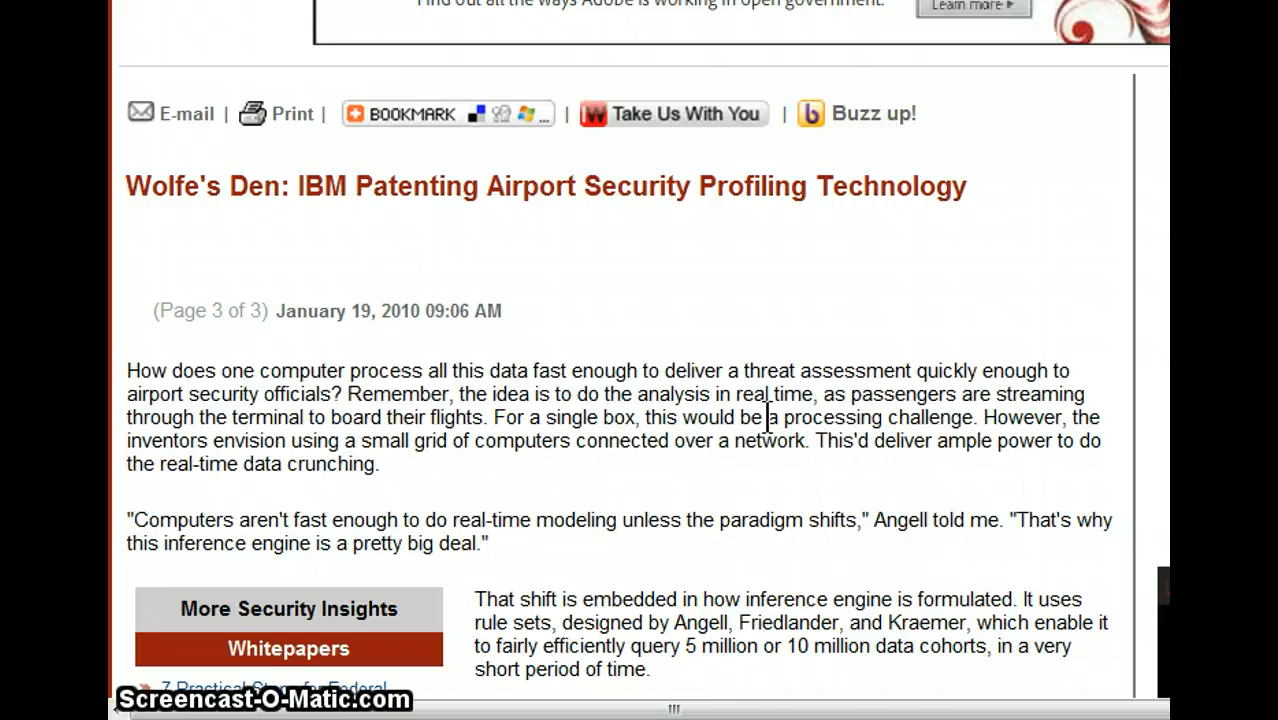 Find out all the ways Adobe is working in open government.
Learn more
E-mail | Print | BOOKMARK ... | Take Us With You | Buzz up!
Wolfe's Den: IBM Patenting Airport Security Profiling Technology
(Page 3 of 3) January 19, 2010 09:06 AM
How does one computer process all this data fast enough to deliver a threat assessment quickly enough to
airport security officials? Remember, the idea is to do the analysis in real time, as passengers are streaming
through the terminal to board their flights. For a single box, this would be a processing challenge. However, the
inventors envision using a small grid of computers connected over a network. This'd deliver ample power to do
the real-time data crunching.
"Computers aren't fast enough to do real-time modeling unless the paradigm shifts," Angell told me. "That's why
this inference engine is a pretty big deal."
More Security Insights
Whitepapers
7 Practical Steps for Federal
That shift is embedded in how inference engine is formulated. It uses
rule sets, designed by Angell, Friedlander, and Kraemer, which enable it
to fairly efficiently query 5 million or 10 million data cohorts, in a very
short period of time.
Screencast-O-Matic.com